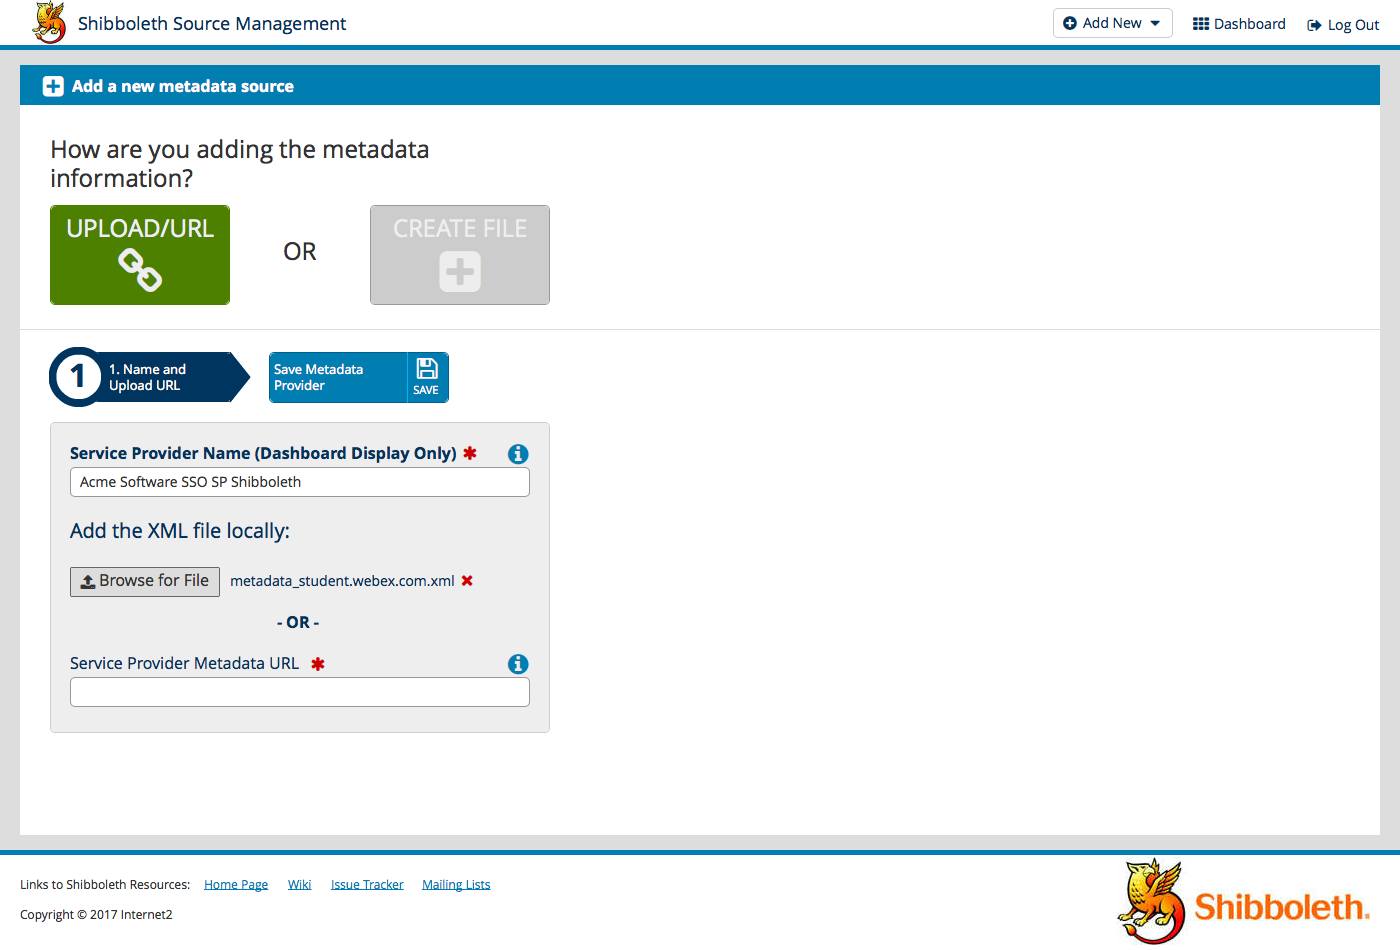 Shibboleth Source Management
Add New
Dashboard
Log Out
Add a new metadata source
How are you adding the metadata
information?
UPLOAD/URL
OR
CREATE FILE
1
1. Name and
Upload URL
Save Metadata
Provider
SAVE
Service Provider Name (Dashboard Display Only) *
Acme Software SSO SP Shibboleth
Add the XML file locally:
Browse for File
metadata_student.webex.com.xml
- OR -
Service Provider Metadata URL *
Links to Shibboleth Resources: Home Page Wiki Issue Tracker Mailing Lists
Copyright © 2017 Internet2
Shibboleth.